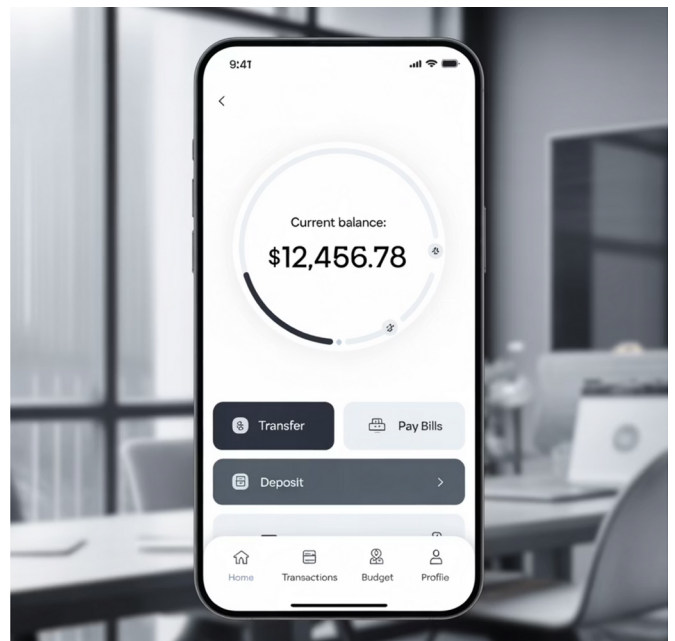 9:41
Current balance:
$12,456.78
Transfer
Pay Bills
Deposit
Home
Transactions
Budget
Profile